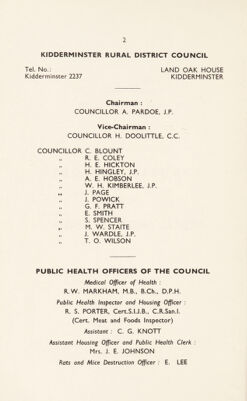 2
KIDDERMINSTER RURAL DISTRICT COUNCIL
Tel. No.: LAND OAK HOUSE
Kidderminster 2237 KIDDERMINSTER
Chairman :
COUNCILLOR A. PARDOE, J.P.
Vice-Chairman :
COUNCILLOR H. DOOLITTLE, C.C.
COUNCILLOR C. BLOUNT
„ R. E. COLEY
„ H. E. HICKTON
„ H. HINGLEY, J.P.
„ A. E. HOBSON
„ W. H. KIMBERLEE, J.P.
„ J. PAGE
„ J. POWICK
„ G. F. PRATT
„ E. SMITH
„ S. SPENCER
„ M. W. STAITE
„ J. WARDLE, J.P.
„ T. O. WILSON
PUBLIC HEALTH OFFICERS OF THE COUNCIL
Medical Officer of Health :
R. W. MARKHAM, M.B., B.Ch., D.P.H.
Public Health Inspector and Housing Officer :
R. S. PORTER, Cert.S.I.J.B., C.R.San.I.
(Cert. Meat and Foods Inspector)
Assistant : C. G. KNOTT
Assistant Housing Officer and Public Health Clerk :
Mrs. J. E. JOHNSON
Rats and Mice Destruction Officer : E. LEE